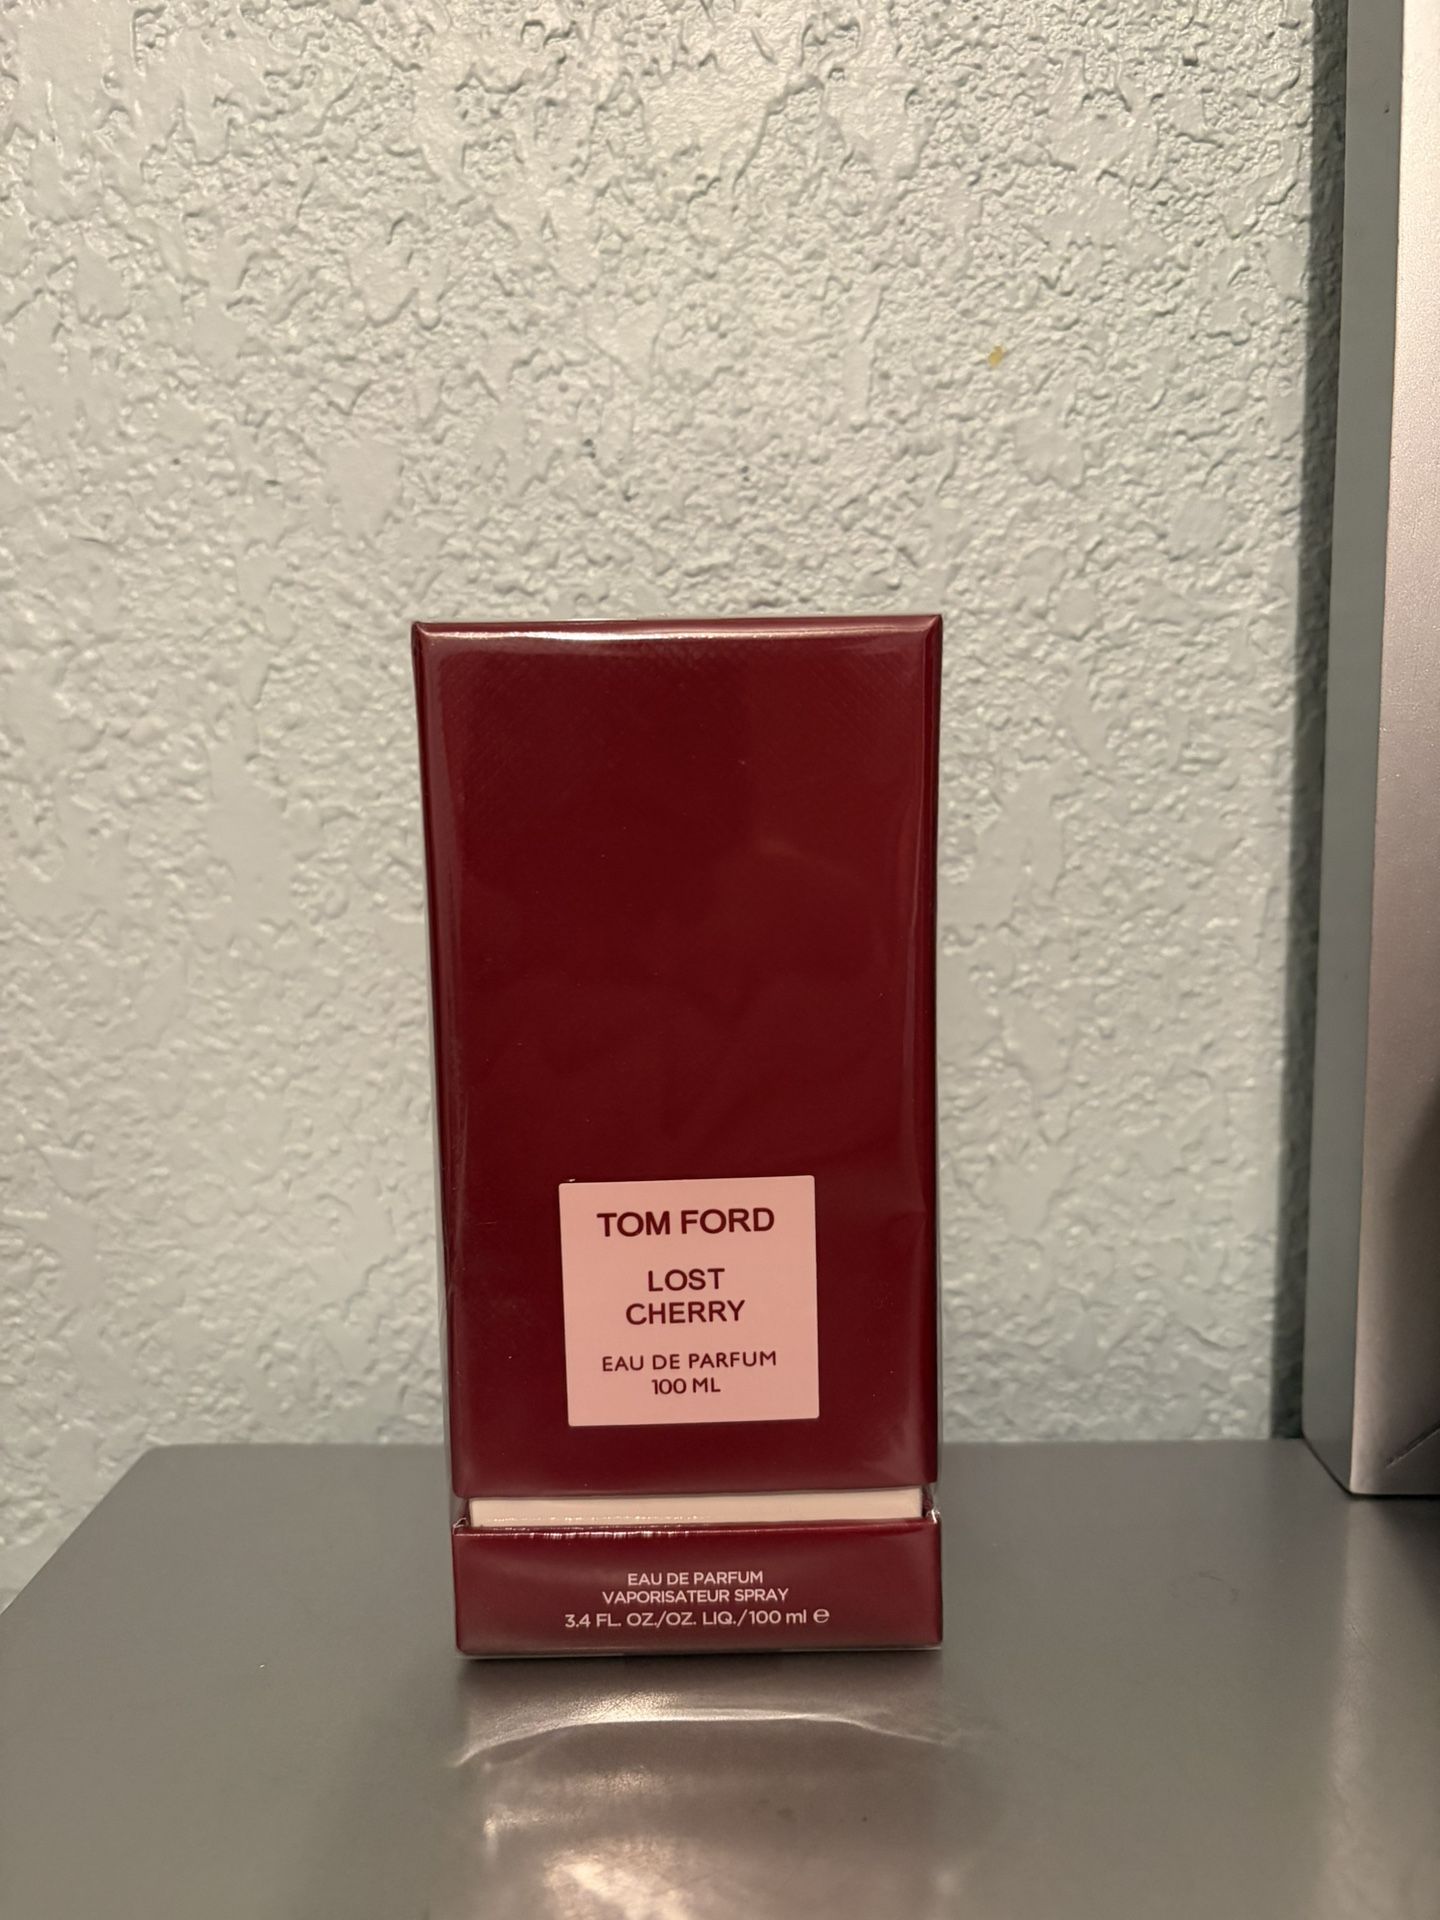 TOM FORD
LOST
CHERRY
EAU DE PARFUM
100 ML
EAU DE PARFUM
VAPORISATEUR SPRAY
3.4 FL. OZ./OZ. LIQ./100 ml ℮